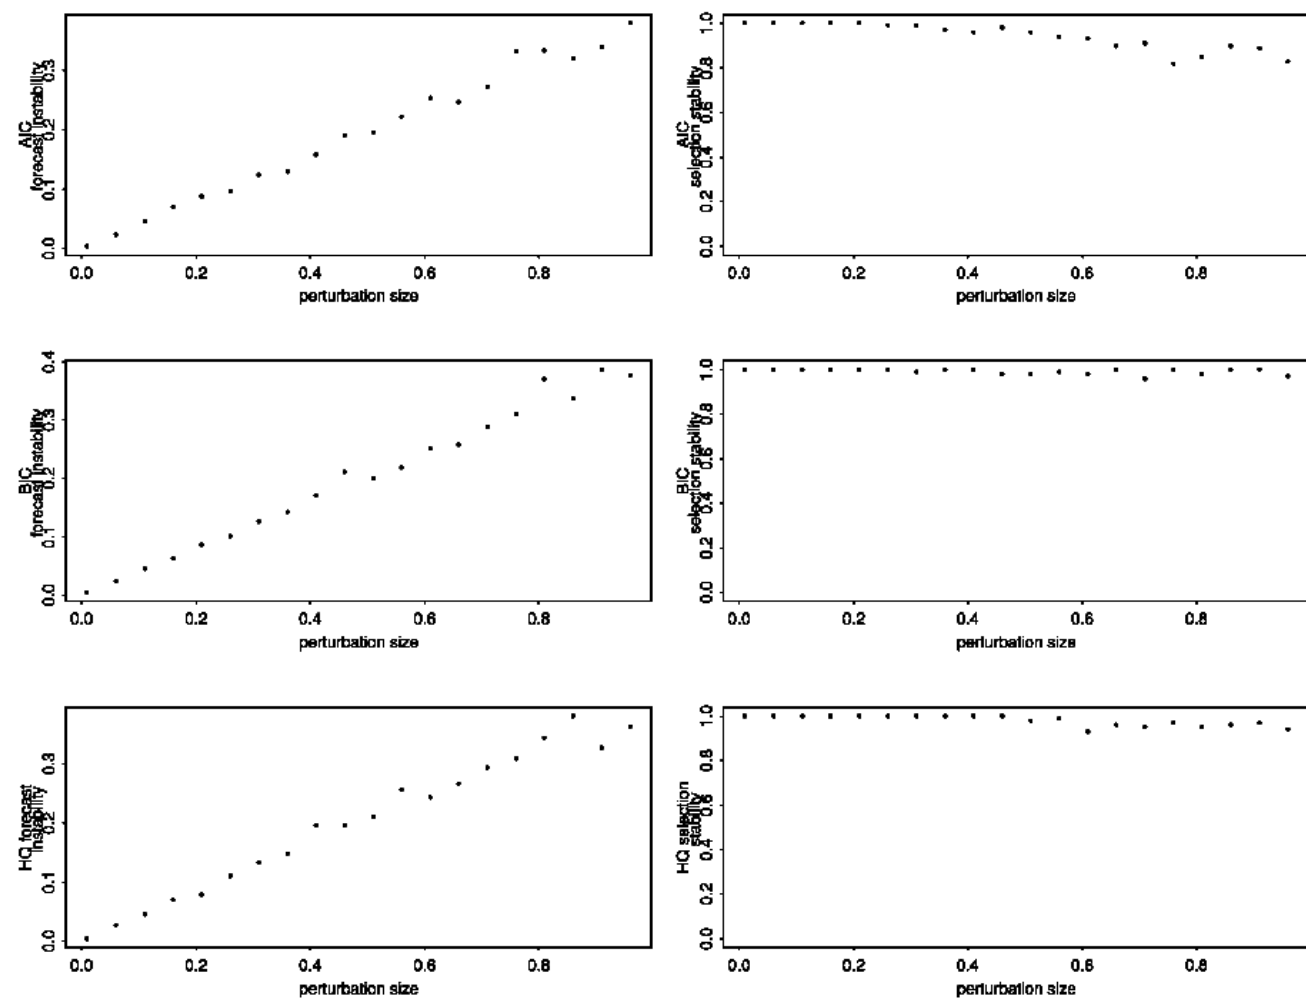 AIC
forecast instability
0.0 0.1 0.2 0.3
0.0 0.2 0.4 0.6 0.8
perturbation size
AIC
selection stability
0.0 0.2 0.4 0.6 0.8 1.0
0.0 0.2 0.4 0.6 0.8
perturbation size
BIC
forecast instability
0.0 0.1 0.2 0.3 0.4
0.0 0.2 0.4 0.6 0.8
perturbation size
BIC
selection stability
0.0 0.2 0.4 0.6 0.8 1.0
0.0 0.2 0.4 0.6 0.8
perturbation size
HQ forecast
instability
0.0 0.1 0.2 0.3
0.0 0.2 0.4 0.6 0.8
perturbation size
HQ selection
stability
0.0 0.2 0.4 0.6 0.8 1.0
0.0 0.2 0.4 0.6 0.8
perturbation size